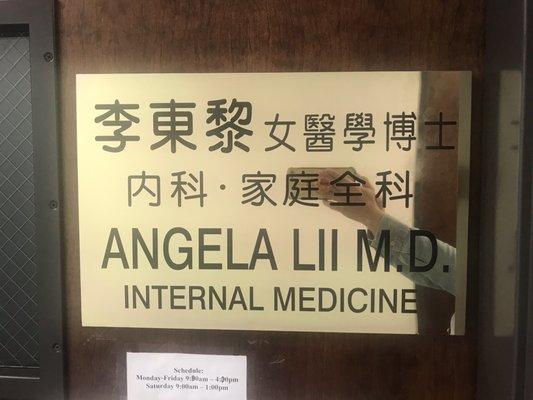 李東黎女醫學博士
內科·家庭全科
ANGELA LII M.D.
INTERNAL MEDICINE
Schedule:
Monday-Friday 9:00am – 4:00pm
Saturday 9:00am – 1:00pm